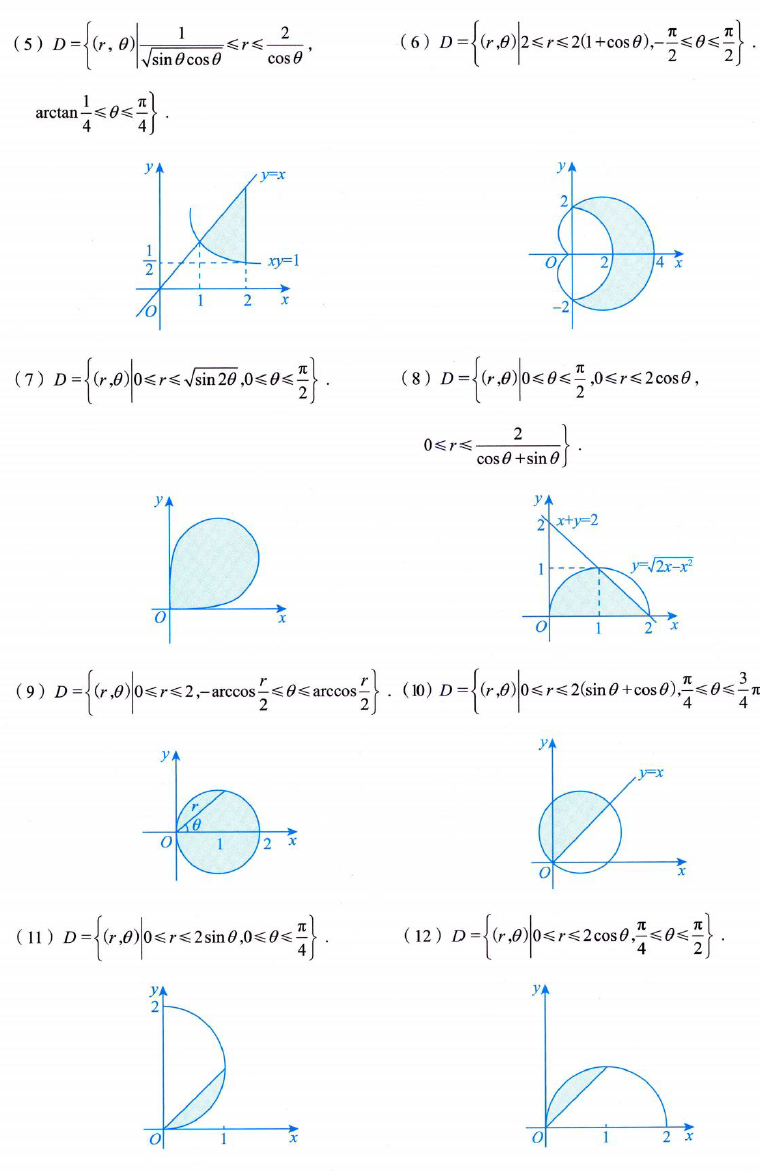 (5) D={(r, θ)|1/√(sinθcosθ)≤r≤2/cosθ,
arctan 1/4≤θ≤π/4}.
(6) D={(r,θ)|2≤r≤2(1+cosθ),-π/2≤θ≤π/2}.
y
y=x
1/2
xy=1
O
1
2
x
y
2
O
2
4
x
-2
(7) D={(r,θ)|0≤r≤√(sin2θ),0≤θ≤π/2}.
(8) D={(r,θ)|0≤θ≤π/2,0≤r≤2cosθ,
0≤r≤2/(cosθ+sinθ)}.
y
O
x
y
2
x+y=2
1
y=√(2x-x²)
O
1
2
x
(9) D={(r,θ)|0≤r≤2,-arccos r/2≤θ≤arccos r/2}.
(10) D={(r,θ)|0≤r≤2(sinθ+cosθ),π/4≤θ≤3/4π
y
r
θ
O
1
2
x
y
y=x
O
x
(11) D={(r,θ)|0≤r≤2sinθ,0≤θ≤π/4}.
(12) D={(r,θ)|0≤r≤2cosθ,π/4≤θ≤π/2}.
y
2
O
1
x
y
O
1
2
x